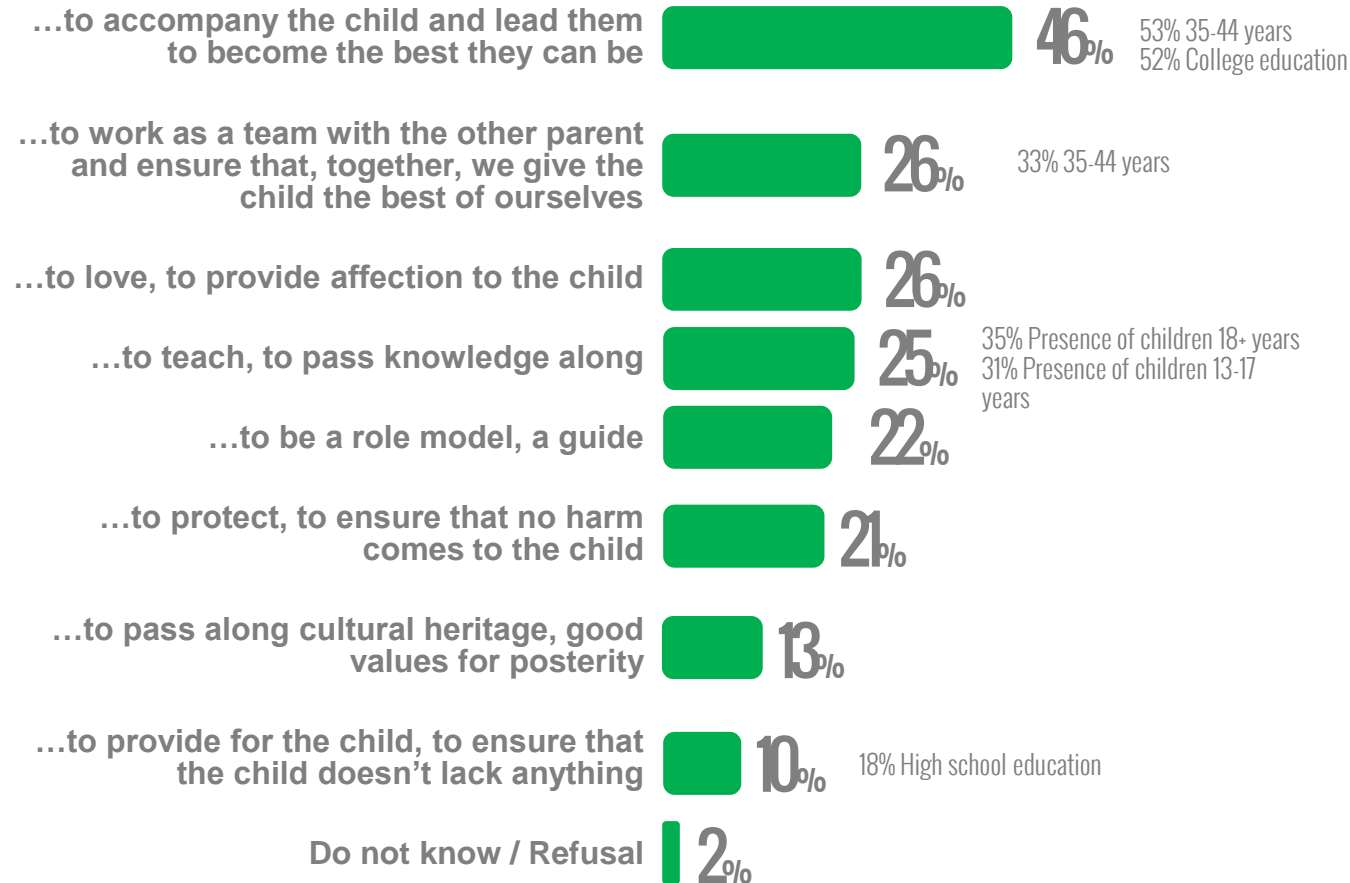 …to accompany the child and lead them
to become the best they can be
46%
53% 35-44 years
52% College education
…to work as a team with the other parent
and ensure that, together, we give the
child the best of ourselves
26%
33% 35-44 years
…to love, to provide affection to the child
26%
…to teach, to pass knowledge along
25%
35% Presence of children 18+ years
31% Presence of children 13-17
years
…to be a role model, a guide
22%
…to protect, to ensure that no harm
comes to the child
21%
…to pass along cultural heritage, good
values for posterity
13%
…to provide for the child, to ensure that
the child doesn’t lack anything
10%
18% High school education
Do not know / Refusal
2%